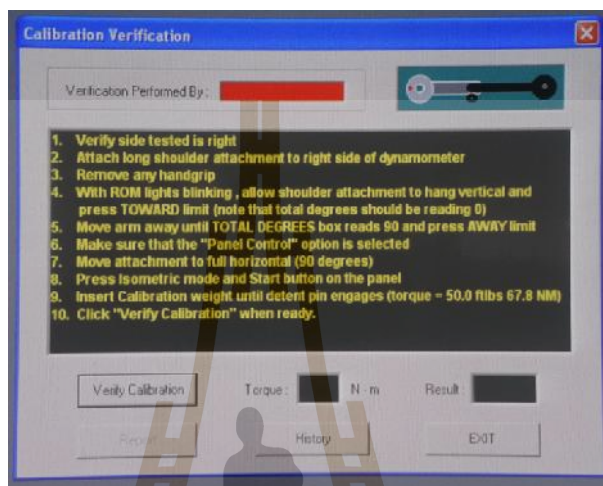 Calibration Verification
Verification Performed By :
1. Verify side tested is right
2. Attach long shoulder attachment to right side of dynamometer
3. Remove any handgrip
4. With ROM lights blinking , allow shoulder attachment to hang vertical and
press TOWARD limit (note that total degrees should be reading 0)
5. Move arm away until TOTAL DEGREES box reads 90 and press AWAY limit
6. Make sure that the "Panel Control" option is selected
7. Move attachment to full horizontal (90 degrees)
8. Press Isometric mode and Start button on the panel
9. Insert Calibration weight until detent pin engages (torque = 50.0 ftlbs 67.8 NM)
10. Click "Verify Calibration" when ready.
Verify Calibration Torque : N - m Result :
Report History EXIT